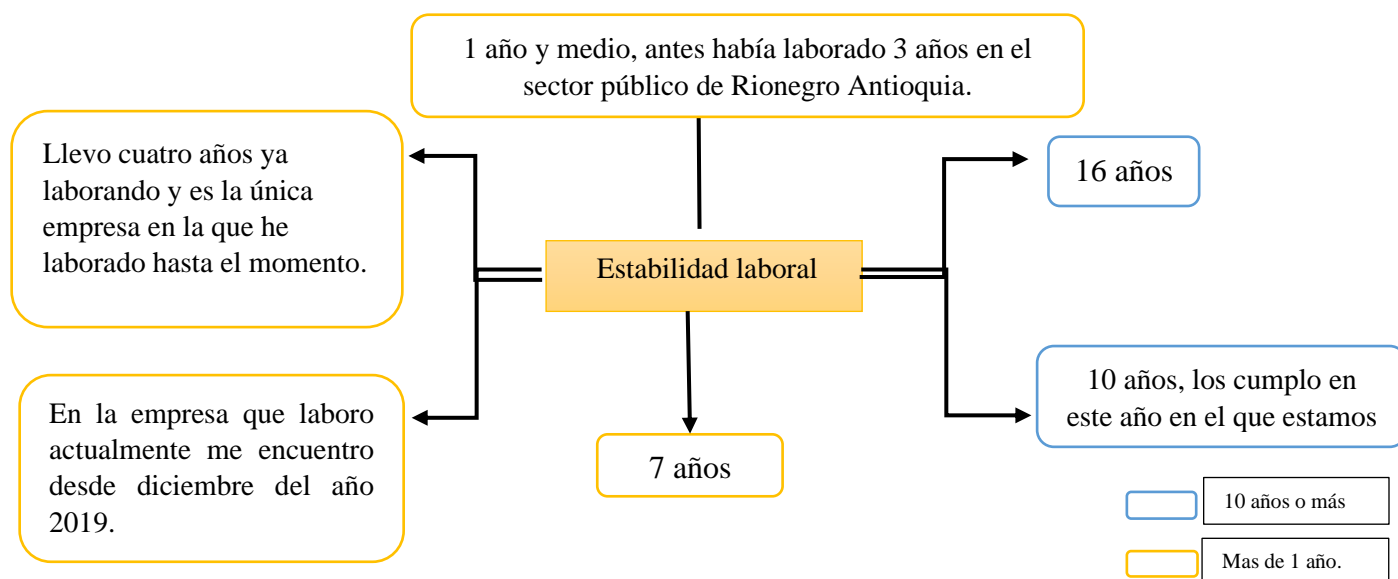 1 año y medio, antes había laborado 3 años en el
sector público de Rionegro Antioquia.
Llevo cuatro años ya
laborando y es la única
empresa en la que he
laborado hasta el momento.
16 años
Estabilidad laboral
En la empresa que laboro
actualmente me encuentro
desde diciembre del año
2019.
7 años
10 años, los cumplo en
este año en el que estamos
10 años o más
Mas de 1 año.